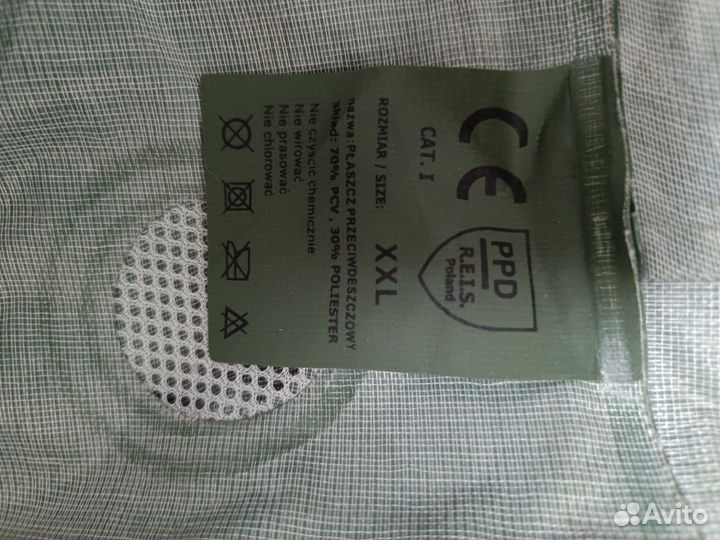 CE
CAT. I
PPD
R.E.I.S.
Poland
ROZMIAR / SIZE: XXL
nazwa:PŁASZCZ PRZECIWDESZCZOWY
skład: 70% PCV , 30% POLIESTER
Nie czyścić chemicznie
Nie wirować
Nie prasować
Nie chlorować
Avito